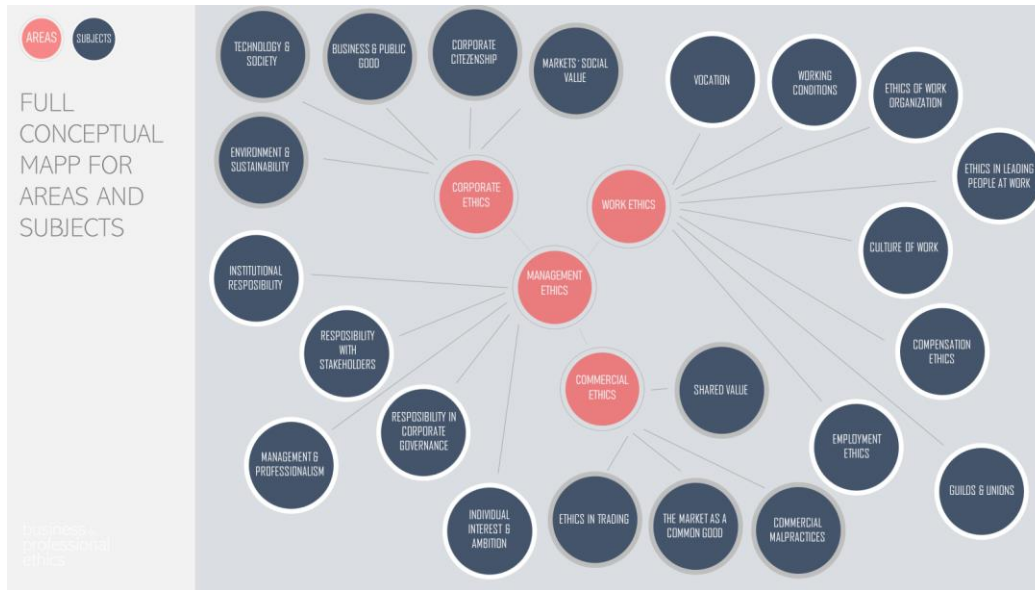 AREAS
SUBJECTS
FULL
CONCEPTUAL
MAPP FOR
AREAS AND
SUBJECTS
TECHNOLOGY &
SOCIETY
BUSINESS & PUBLIC
GOOD
CORPORATE
CITEZENSHIP
MARKETS´SOCIAL
VALUE
VOCATION
WORKING
CONDITIONS
ETHICS OF WORK
ORGANIZATION
ENVIRONMENT &
SUSTAINABILITY
CORPORATE
ETHICS
WORK ETHICS
ETHICS IN LEADING
PEOPLE AT WORK
CULTURE OF WORK
INSTITUTIONAL
RESPOSIBILITY
MANAGEMENT
ETHICS
RESPOSIBILITY
WITH
STAKEHOLDERS
COMPENSATION
ETHICS
COMMERCIAL
ETHICS
SHARED VALUE
RESPOSIBILITY IN
CORPORATE
GOVERNANCE
MANAGEMENT &
PROFESSIONALISM
EMPLOYMENT
ETHICS
GUILDS & UNIONS
INDIVIDUAL
INTEREST &
AMBITION
ETHICS IN TRADING
THE MARKET AS A
COMMON GOOD
COMMERCIAL
MALPRACTICES
business
professional
ethics